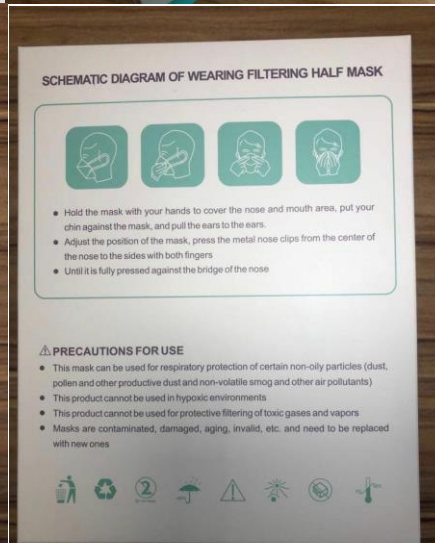 SCHEMATIC DIAGRAM OF WEARING FILTERING HALF MASK
● Hold the mask with your hands to cover the nose and mouth area, put your
chin against the mask, and pull the ears to the ears.
● Adjust the position of the mask, press the metal nose clips from the center of
the nose to the sides with both fingers
● Until it is fully pressed against the bridge of the nose
⚠ PRECAUTIONS FOR USE
● This mask can be used for respiratory protection of certain non-oily particles (dust,
pollen and other productive dust and non-volatile smog and other air pollutants)
● This product cannot be used in hypoxic environments
● This product cannot be used for protective filtering of toxic gases and vapors
● Masks are contaminated, damaged, aging, invalid, etc. and need to be replaced
with new ones
2